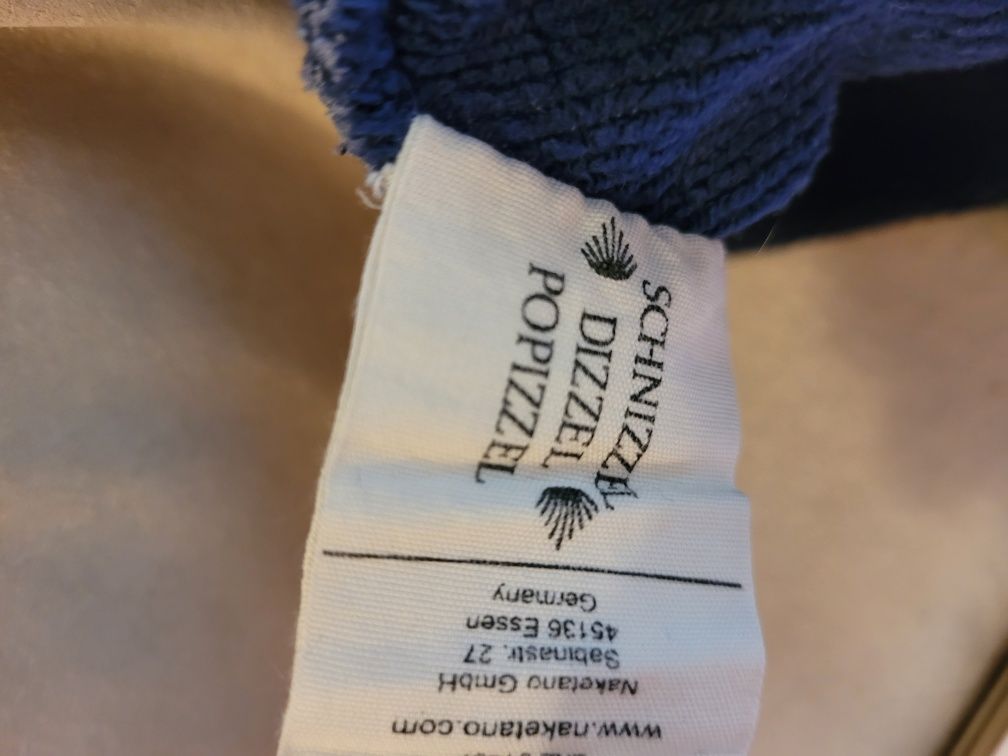 SCHNIZZEL
DIZZEL
POPIZZEL
www.naketano.com
Naketano GmbH
Sabinastr. 27
45136 Essen
Germany